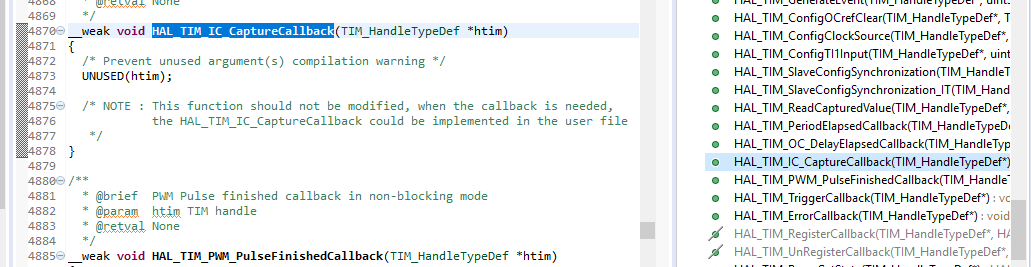 4868 * @retval None
4869 */
4870 __weak void HAL_TIM_IC_CaptureCallback(TIM_HandleTypeDef *htim)
4871 {
4872 /* Prevent unused argument(s) compilation warning */
4873 UNUSED(htim);
4874
4875 /* NOTE : This function should not be modified, when the callback is needed,
4876 the HAL_TIM_IC_CaptureCallback could be implemented in the user file
4877 */
4878 }
4879
4880 /**
4881 * @brief PWM Pulse finished callback in non-blocking mode
4882 * @param htim TIM handle
4883 * @retval None
4884 */
4885 __weak void HAL_TIM_PWM_PulseFinishedCallback(TIM_HandleTypeDef *htim)
HAL_TIM_GenerateEvent(TIM_HandleTypeDef*, uint
HAL_TIM_ConfigOCrefClear(TIM_HandleTypeDef*, T
HAL_TIM_ConfigClockSource(TIM_HandleTypeDef*,
HAL_TIM_ConfigTI1Input(TIM_HandleTypeDef*, uint
HAL_TIM_SlaveConfigSynchronization(TIM_HandleT
HAL_TIM_SlaveConfigSynchronization_IT(TIM_Handl
HAL_TIM_ReadCapturedValue(TIM_HandleTypeDef*,
HAL_TIM_PeriodElapsedCallback(TIM_HandleTypeDe
HAL_TIM_OC_DelayElapsedCallback(TIM_HandleTyp
HAL_TIM_IC_CaptureCallback(TIM_HandleTypeDef*)
HAL_TIM_PWM_PulseFinishedCallback(TIM_HandleT
HAL_TIM_TriggerCallback(TIM_HandleTypeDef*) : vo
HAL_TIM_ErrorCallback(TIM_HandleTypeDef*) : void
HAL_TIM_RegisterCallback(TIM_HandleTypeDef*, HA
HAL_TIM_UnRegisterCallback(TIM_HandleTypeDef*,